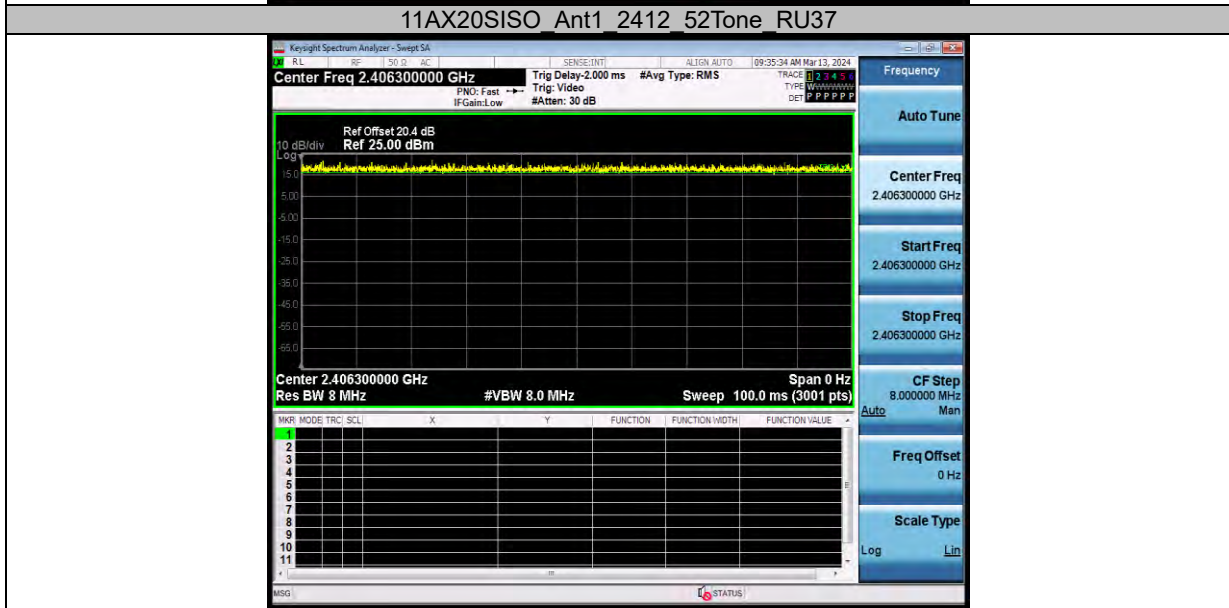 11AX20SISO_Ant1_2412_52Tone_RU37
Keysight Spectrum Analyzer - Swept SA
RL RF 50 Ω AC SENSE:INT ALIGN AUTO 09:35:34 AM Mar 13, 2024
Center Freq 2.406300000 GHz
PNO: Fast
IFGain:Low
Trig Delay-2.000 ms
Trig: Video
#Atten: 30 dB
#Avg Type: RMS
TRACE 1 2 3 4 5 6
TYPE
DET P P P P P P
Ref Offset 20.4 dB
10 dB/div Ref 25.00 dBm
Log
15.0
5.00
-5.00
-15.0
-25.0
-35.0
-45.0
-55.0
-65.0
Center 2.406300000 GHz Span 0 Hz
Res BW 8 MHz #VBW 8.0 MHz Sweep 100.0 ms (3001 pts)
MKR MODE TRC SCL X Y FUNCTION FUNCTION WIDTH FUNCTION VALUE
1
2
3
4
5
6
7
8
9
10
11
MSG STATUS
Frequency
Auto Tune
Center Freq
2.406300000 GHz
Start Freq
2.406300000 GHz
Stop Freq
2.406300000 GHz
CF Step
8.000000 MHz
Auto Man
Freq Offset
0 Hz
Scale Type
Log Lin